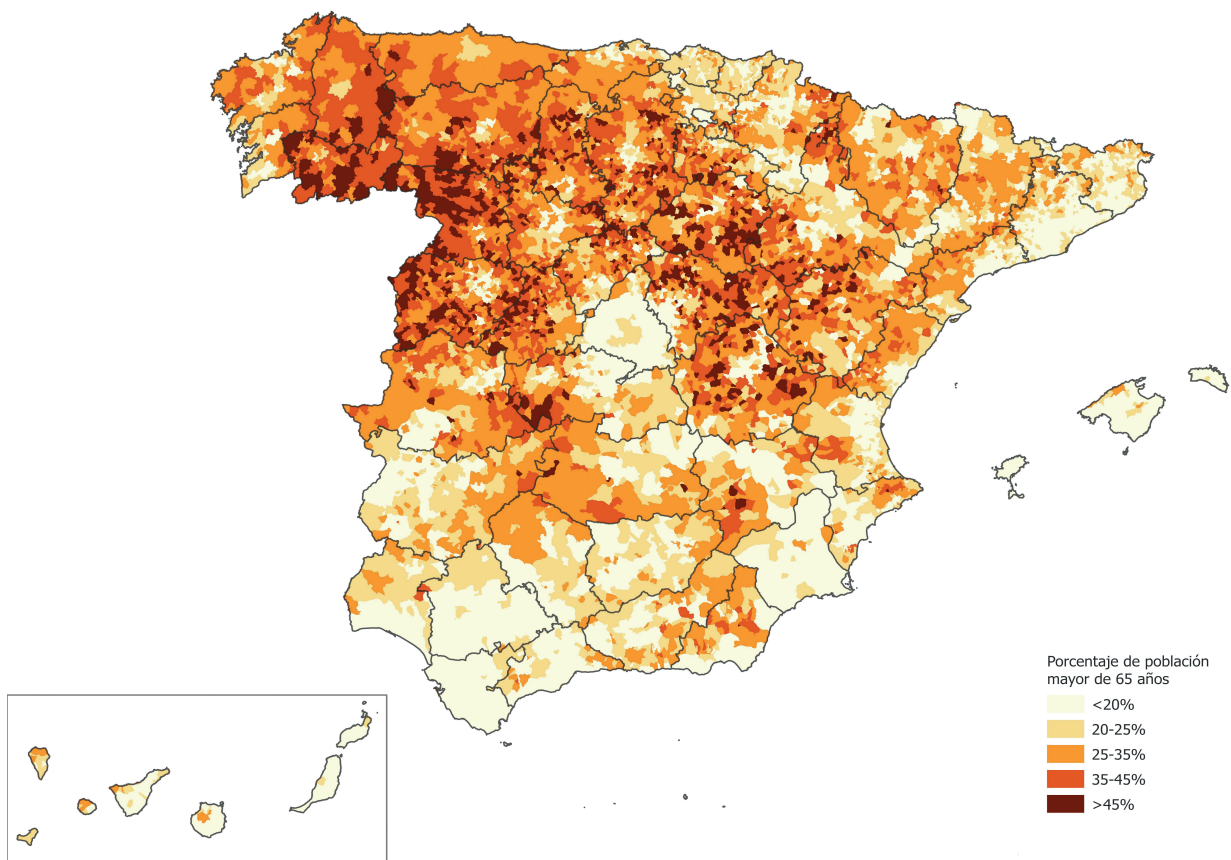 Porcentaje de población
mayor de 65 años
<20%
20-25%
25-35%
35-45%
>45%